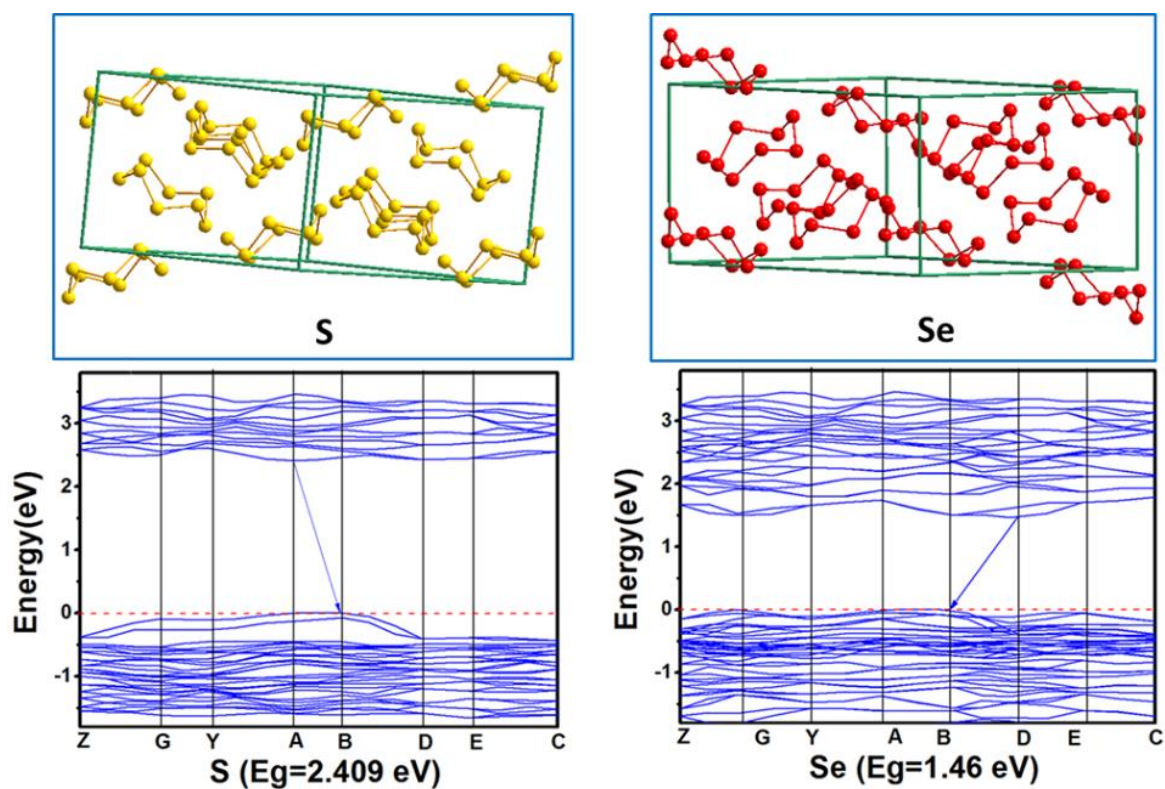 S
Se
Energy(eV)
3
2
1
0
-1
Z G Y A B D E C
S (Eg=2.409 eV)
Energy(eV)
3
2
1
0
-1
Z G Y A B D E C
Se (Eg=1.46 eV)